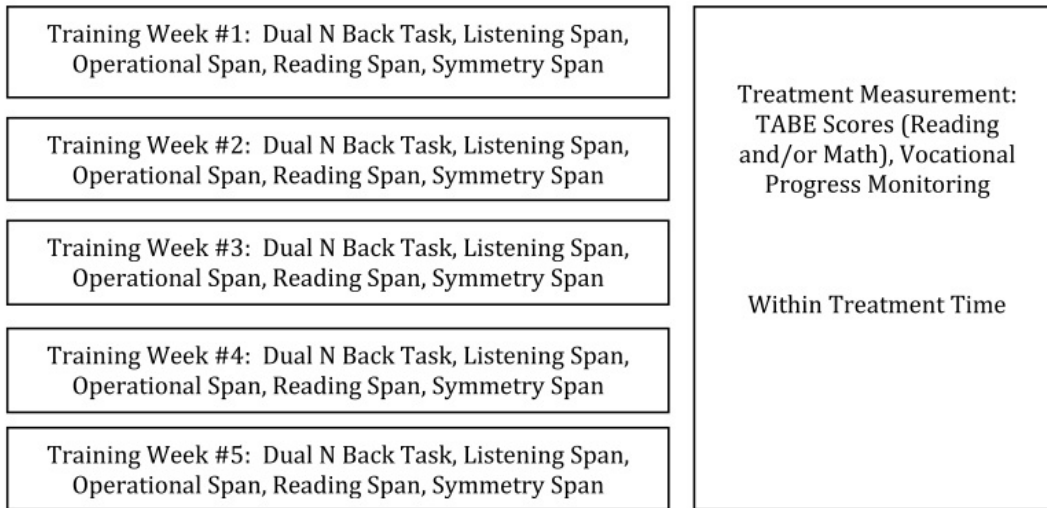 Training Week #1:  Dual N Back Task, Listening Span,
Operational Span, Reading Span, Symmetry Span
Training Week #2:  Dual N Back Task, Listening Span,
Operational Span, Reading Span, Symmetry Span
Training Week #3:  Dual N Back Task, Listening Span,
Operational Span, Reading Span, Symmetry Span
Training Week #4:  Dual N Back Task, Listening Span,
Operational Span, Reading Span, Symmetry Span
Training Week #5:  Dual N Back Task, Listening Span,
Operational Span, Reading Span, Symmetry Span
Treatment Measurement:
TABE Scores (Reading
and/or Math), Vocational
Progress Monitoring
Within Treatment Time